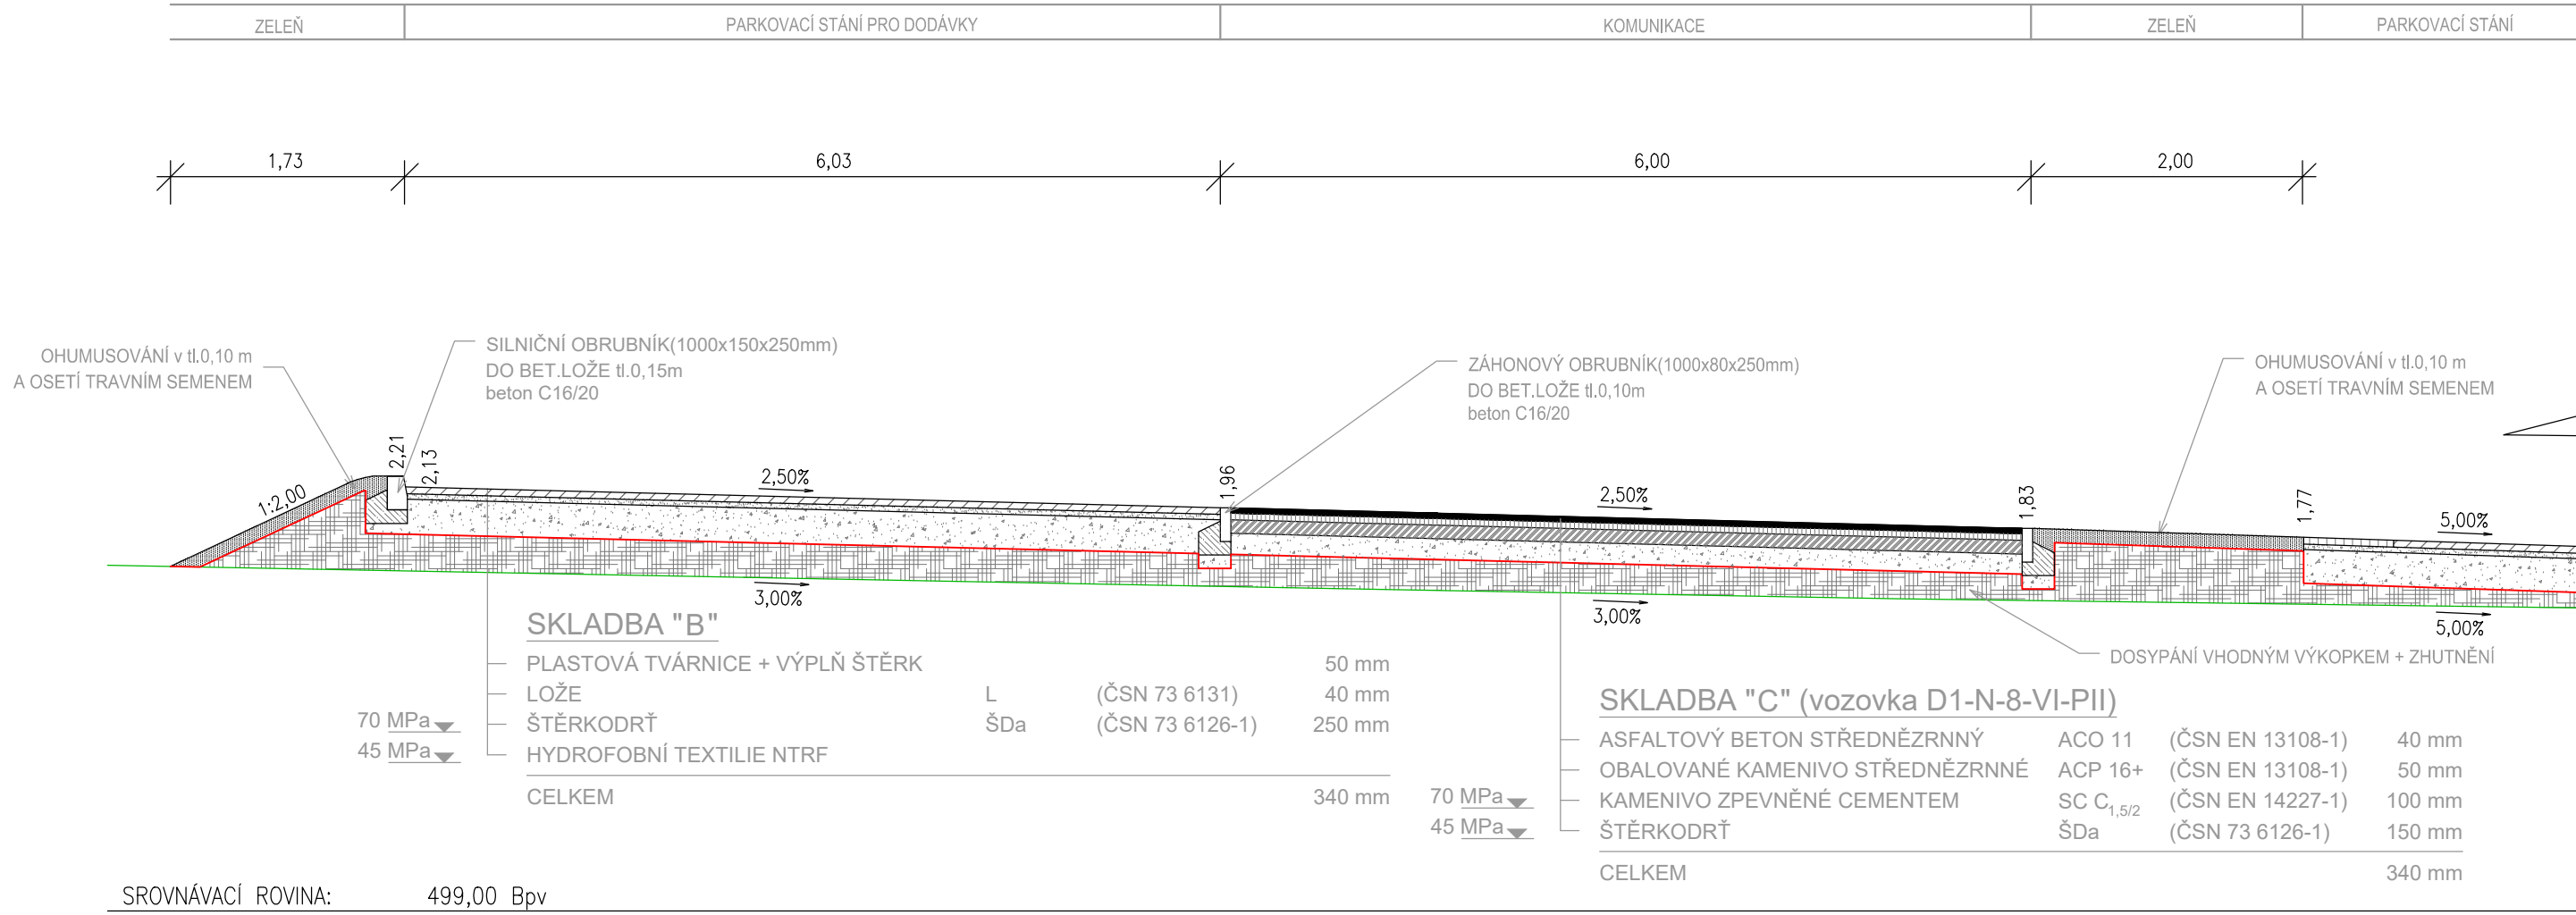 ZELEŇ
PARKOVACÍ STÁNÍ PRO DODÁVKY
KOMUNIKACE
ZELEŇ
PARKOVACÍ STÁNÍ
1,73
6,03
6,00
2,00
OHUMUSOVÁNÍ v tl.0,10 m
A OSETÍ TRAVNÍM SEMENEM
SILNIČNÍ OBRUBNÍK(1000x150x250mm)
DO BET.LOŽE tl.0,15m
beton C16/20
ZÁHONOVÝ OBRUBNÍK(1000x80x250mm)
DO BET.LOŽE tl.0,10m
beton C16/20
OHUMUSOVÁNÍ v tl.0,10 m
A OSETÍ TRAVNÍM SEMENEM
1:2,00
2,21
2,13
2,50%
1,96
2,50%
1,83
1,77
5,00%
3,00%
3,00%
5,00%
DOSYPÁNÍ VHODNÝM VÝKOPKEM + ZHUTNĚNÍ
SKLADBA "B"
PLASTOVÁ TVÁRNICE + VÝPLŇ ŠTĚRK 50 mm
LOŽE L (ČSN 73 6131) 40 mm
70 MPa ŠTĚRKODRŤ ŠDa (ČSN 73 6126-1) 250 mm
45 MPa HYDROFOBNÍ TEXTILIE NTRF
CELKEM 340 mm
SKLADBA "C" (vozovka D1-N-8-VI-PII)
ASFALTOVÝ BETON STŘEDNĚZRNNÝ ACO 11 (ČSN EN 13108-1) 40 mm
OBALOVANÉ KAMENIVO STŘEDNĚZRNNÉ ACP 16+ (ČSN EN 13108-1) 50 mm
70 MPa KAMENIVO ZPEVNĚNÉ CEMENTEM SC C1,5/2 (ČSN EN 14227-1) 100 mm
45 MPa ŠTĚRKODRŤ ŠDa (ČSN 73 6126-1) 150 mm
CELKEM 340 mm
SROVNÁVACÍ ROVINA: 499,00 Bpv